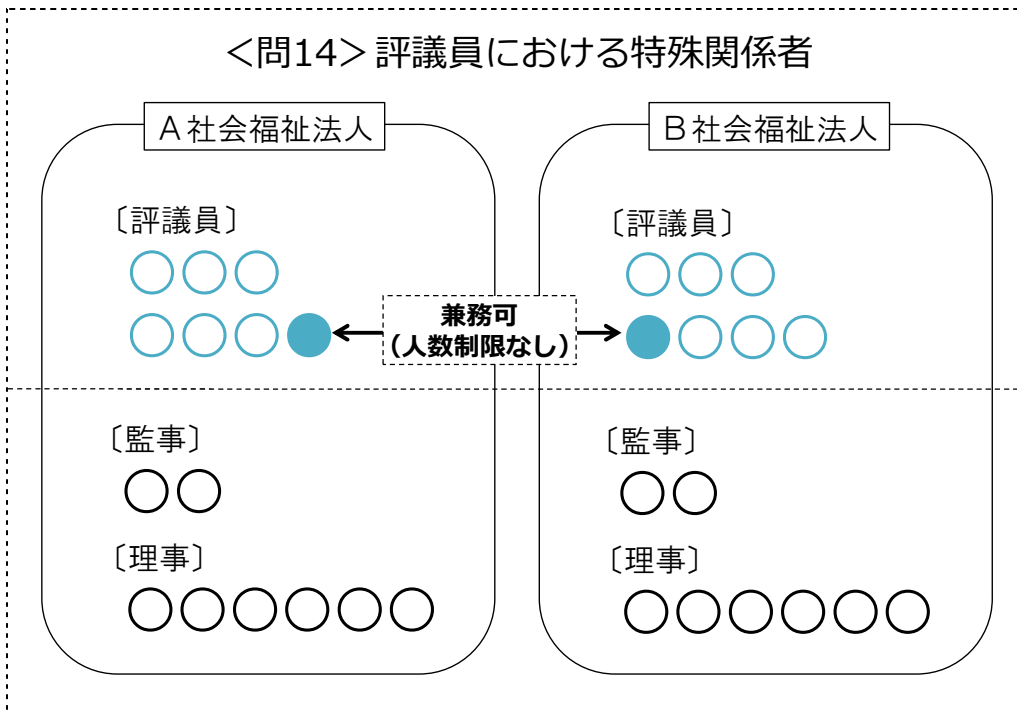 <問14> 評議員における特殊関係者
A社会福祉法人
〔評議員〕
B社会福祉法人
〔評議員〕
兼務可
(人数制限なし)
〔監事〕
〔監事〕
〔理事〕
〔理事〕